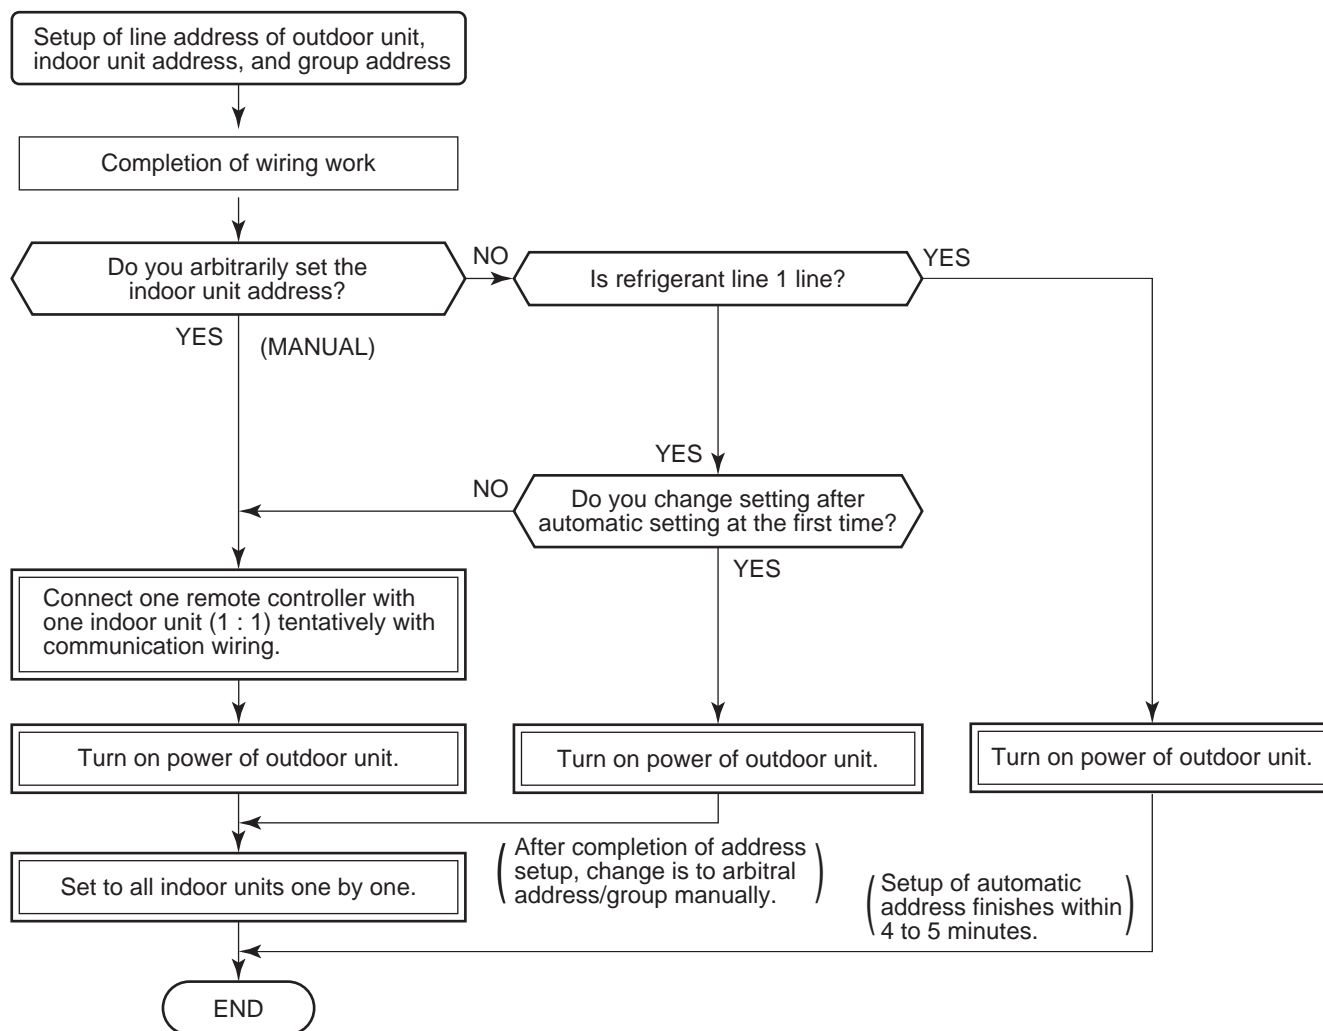 Setup of line address of outdoor unit,
indoor unit address, and group address
Completion of wiring work
Do you arbitrarily set the
indoor unit address?
NO
Is refrigerant line 1 line?
YES
YES
(MANUAL)
YES
NO
Do you change setting after
automatic setting at the first time?
YES
Connect one remote controller with
one indoor unit (1 : 1) tentatively with
communication wiring.
Turn on power of outdoor unit.
Turn on power of outdoor unit.
Turn on power of outdoor unit.
After completion of address
setup, change is to arbitral
address/group manually.
Set to all indoor units one by one.
Setup of automatic
address finishes within
4 to 5 minutes.
END